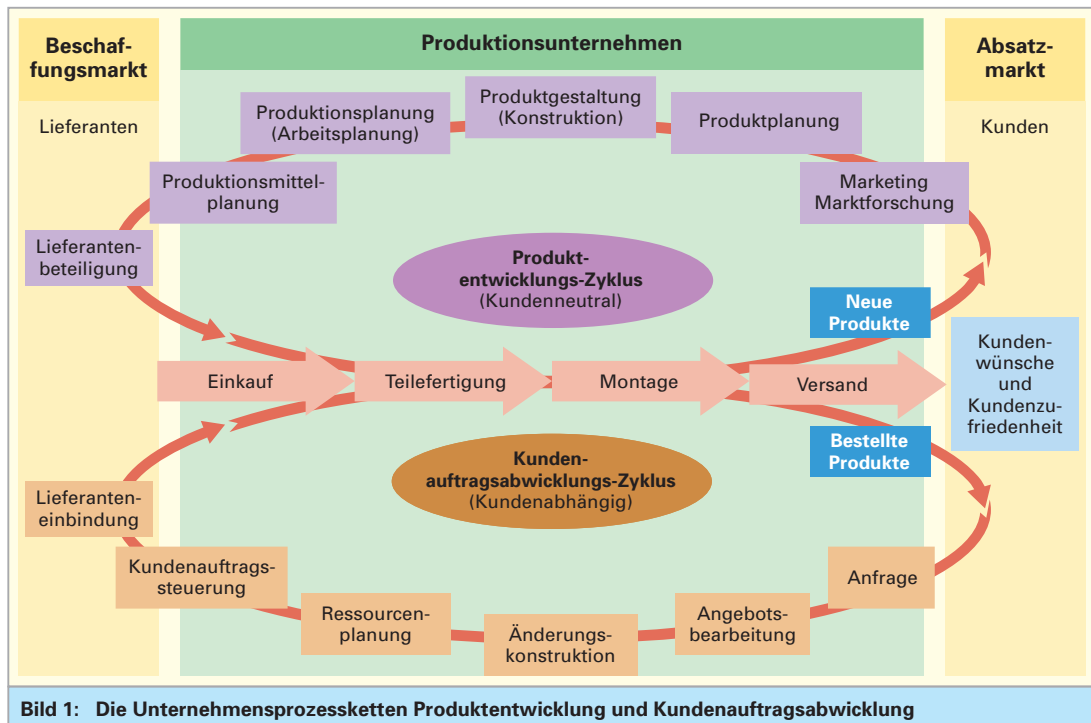 Beschaf-
fungsmarkt
Produktionsunternehmen
Absatz-
markt
Lieferanten
Kunden
Produktionsplanung
(Arbeitsplanung)
Produktgestaltung
(Konstruktion)
Produktplanung
Produktionsmittel-
planung
Marketing
Marktforschung
Lieferanten-
beteiligung
Produkt-
entwicklungs-Zyklus
(Kundenneutral)
Neue
Produkte
Einkauf
Teilefertigung
Montage
Versand
Kunden-
wünsche
und
Kundenzu-
friedenheit
Bestellte
Produkte
Kunden-
auftragsabwicklungs-Zyklus
(Kundenabhängig)
Lieferanten-
einbindung
Kundenauftrags-
steuerung
Ressourcen-
planung
Änderungs-
konstruktion
Angebots-
bearbeitung
Anfrage
Bild 1: Die Unternehmensprozessketten Produktentwicklung und Kundenauftragsabwicklung